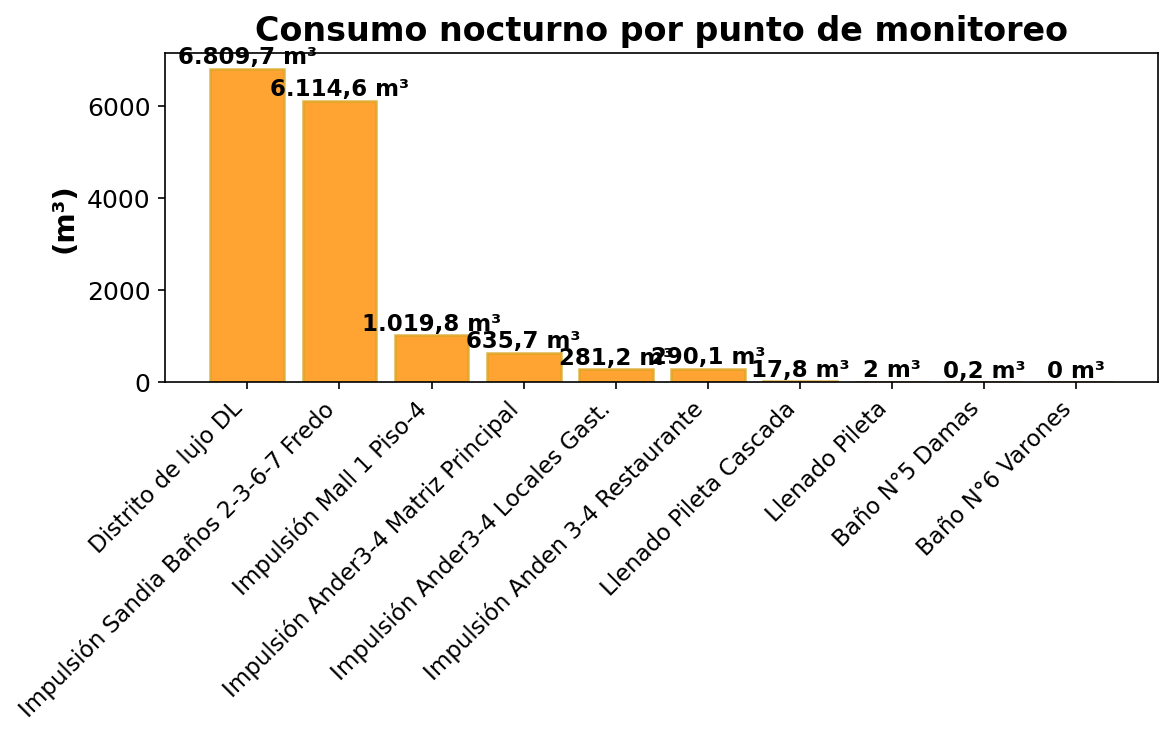 Consumo nocturno por punto de monitoreo
(m³)
6000
4000
2000
0
6.809,7 m³
6.114,6 m³
1.019,8 m³
635,7 m³
281,2 m³
290,1 m³
17,8 m³
2 m³
0,2 m³
0 m³
Distrito de lujo DL
Impulsión Sandia Baños 2-3-6-7 Fredo
Impulsión Mall 1 Piso-4
Impulsión Ander3-4 Matriz Principal
Impulsión Ander3-4 Locales Gast.
Impulsión Anden 3-4 Restaurante
Llenado Pileta Cascada
Llenado Pileta
Baño N°5 Damas
Baño N°6 Varones